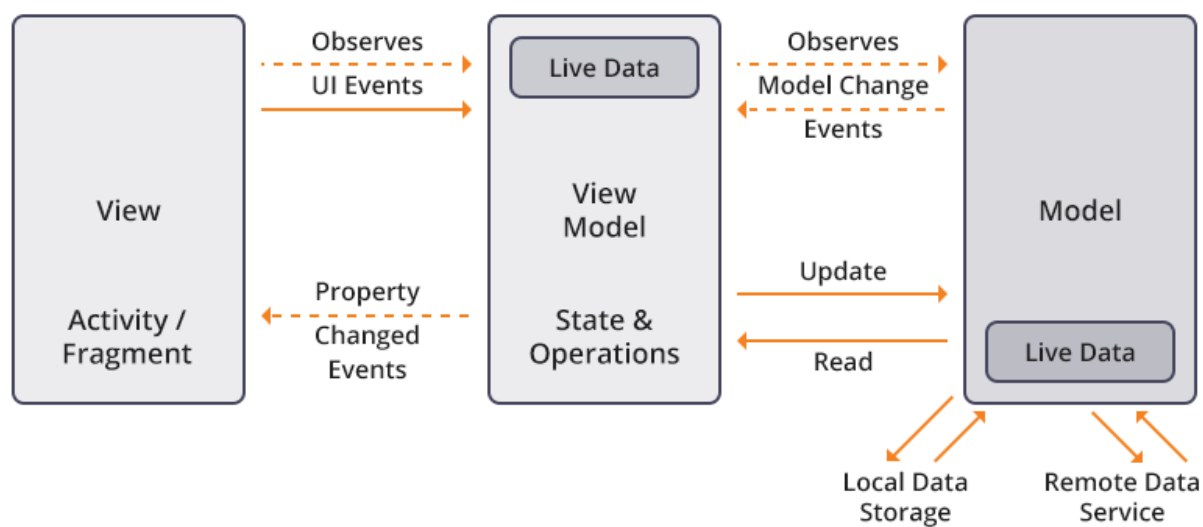 Observes
UI Events
Live Data
Observes
Model Change
Events
View
View
Model
Model
Activity /
Fragment
Property
Changed
Events
State &
Operations
Update
Read
Live Data
Local Data
Storage
Remote Data
Service